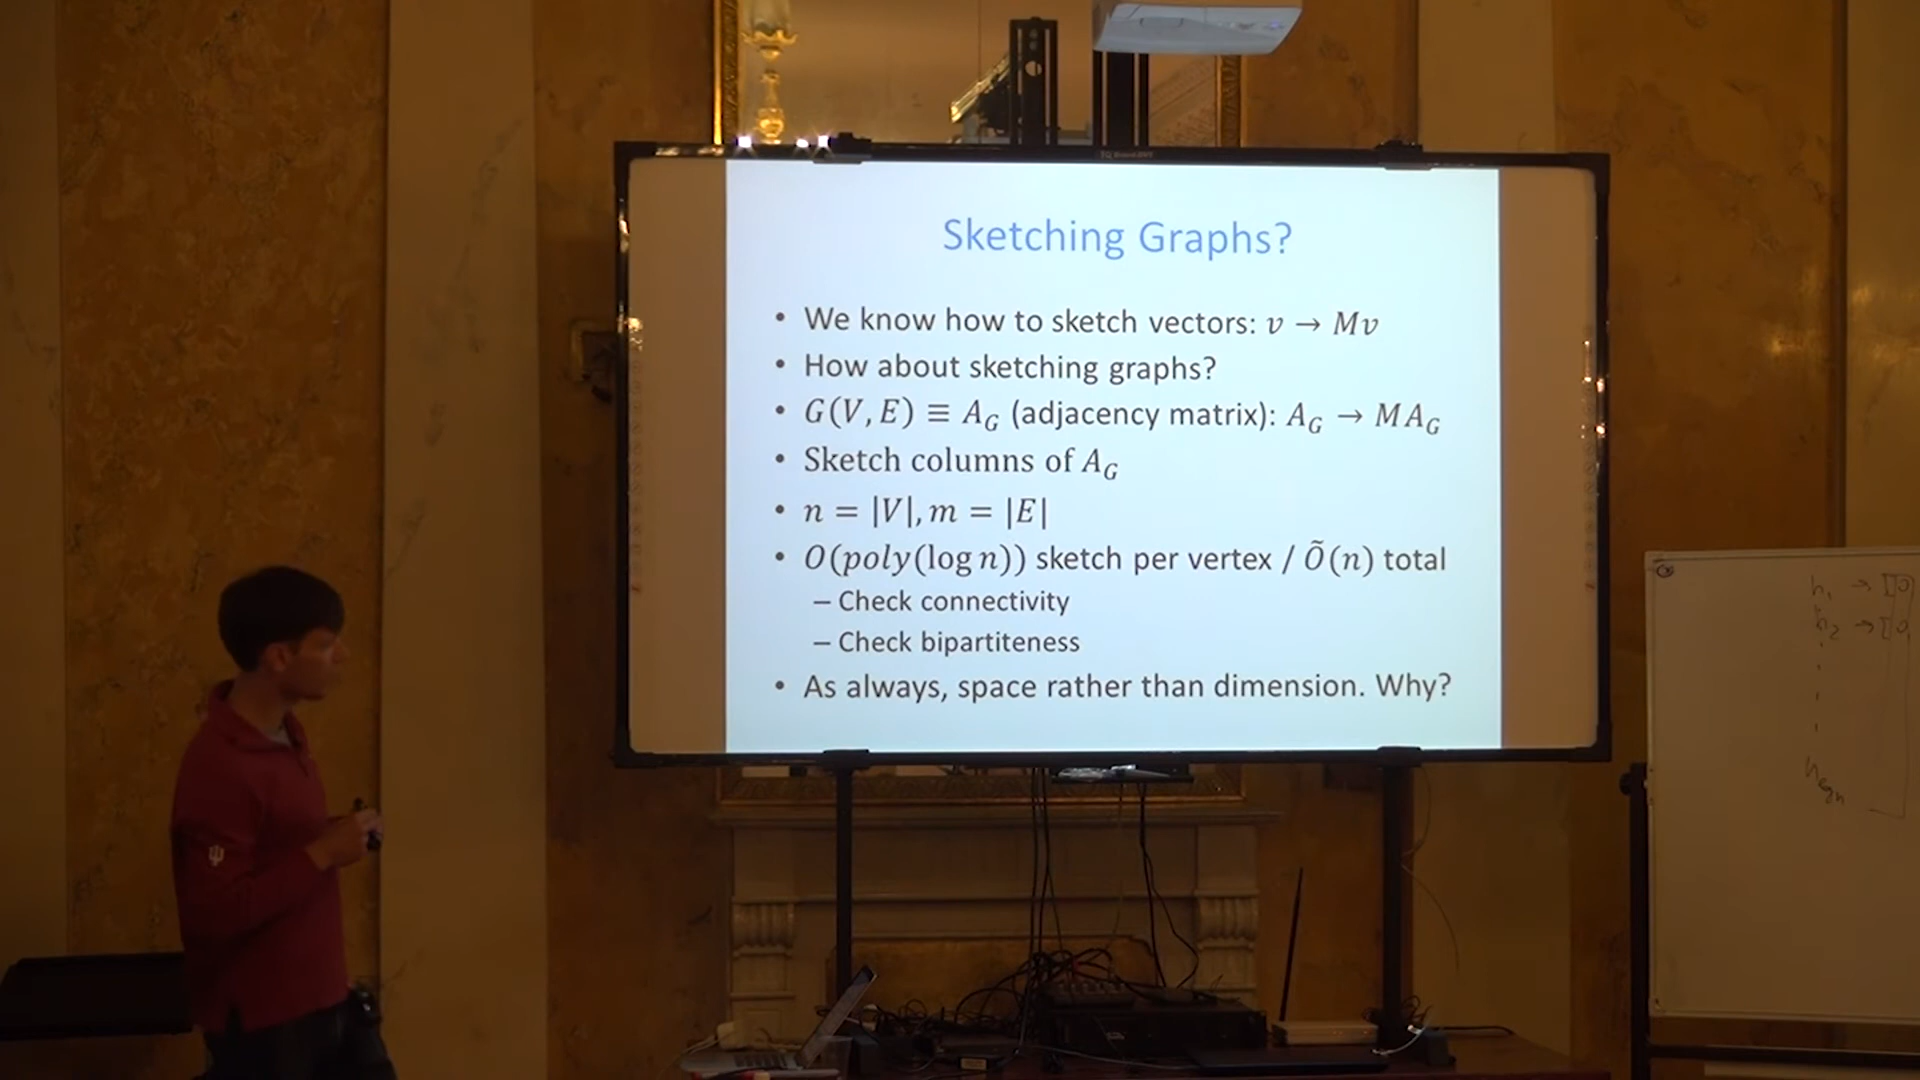 Sketching Graphs?
• We know how to sketch vectors: v → Mv
• How about sketching graphs?
• G(V, E) ≡ A_G (adjacency matrix): A_G → MA_G
• Sketch columns of A_G
• n = |V|, m = |E|
• O(poly(log n)) sketch per vertex / Õ(n) total
– Check connectivity
– Check bipartiteness
• As always, space rather than dimension. Why?
h₁ →
h₂ →